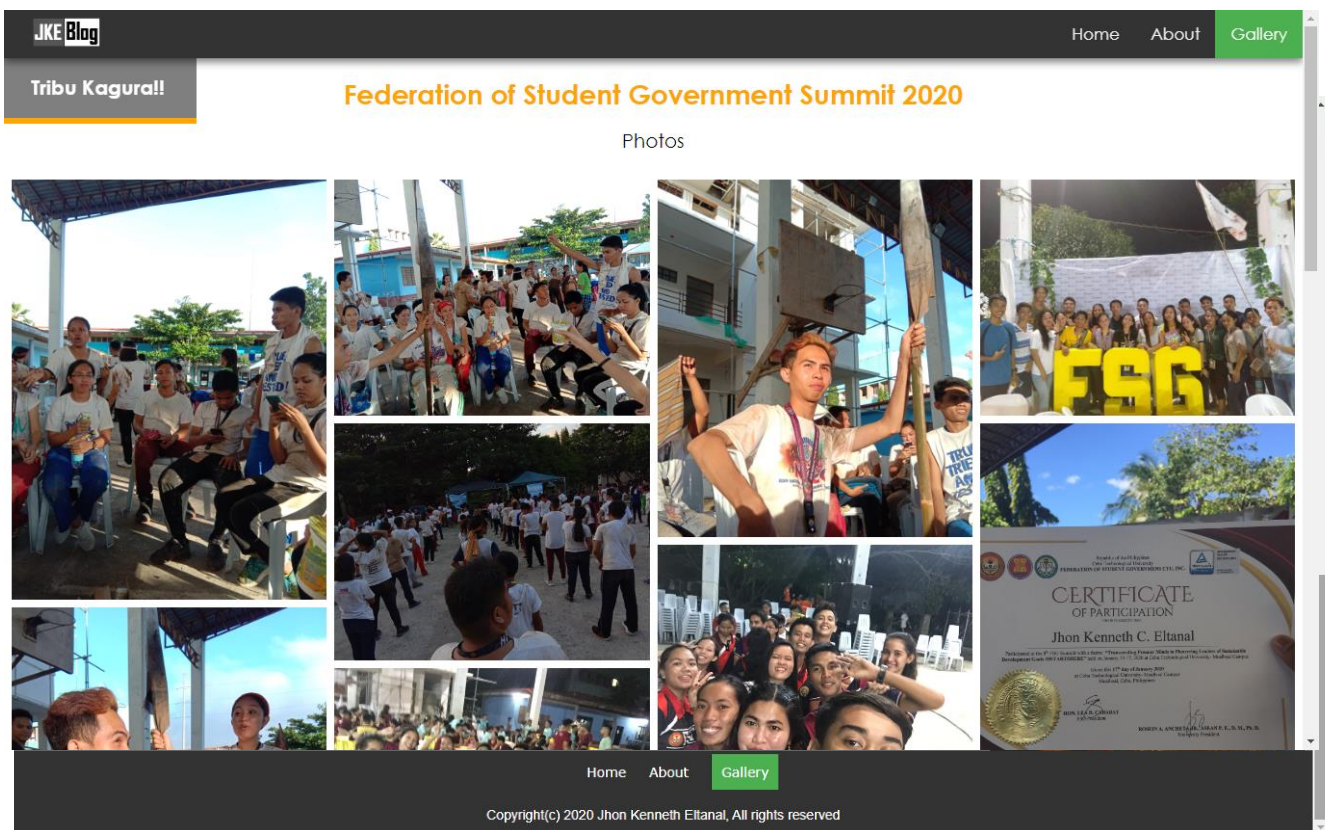 JKE Blog
Home About Gallery
Tribu Kagura!!
Federation of Student Government Summit 2020
Photos
FSG
CERTIFICATE
OF PARTICIPATION
Jhon Kenneth C. Eltanal
Home About Gallery
Copyright(c) 2020 Jhon Kenneth Eltanal, All rights reserved